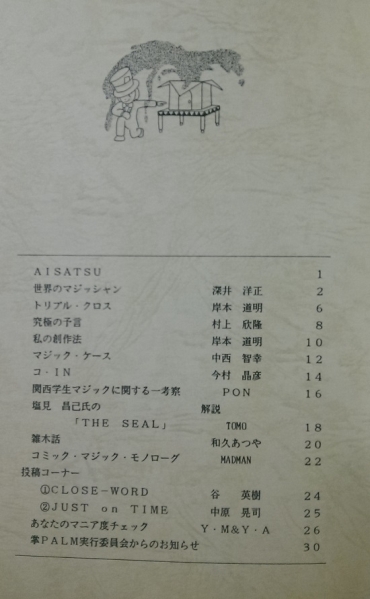 AISATSU 1
世界のマジッシャン 深井 洋正 2
トリプル・クロス 岸本 道明 6
究極の予言 村上 欣隆 8
私の創作法 岸本 道明 10
マジック・ケース 中西 智幸 12
コ・IN 今村 晶彦 14
関西学生マジックに関する一考察 PON 16
塩見 昌己氏の 解説
「THE SEAL」 TOMO 18
雑木話 和久あつや 20
コミック・マジック・モノローグ MADMAN 22
投稿コーナー
①CLOSE-WORD 谷 英樹 24
②JUST on TIME 中原 晃司 25
あなたのマニア度チェック Y・M&Y・A 26
掌PALM実行委員会からのお知らせ 30